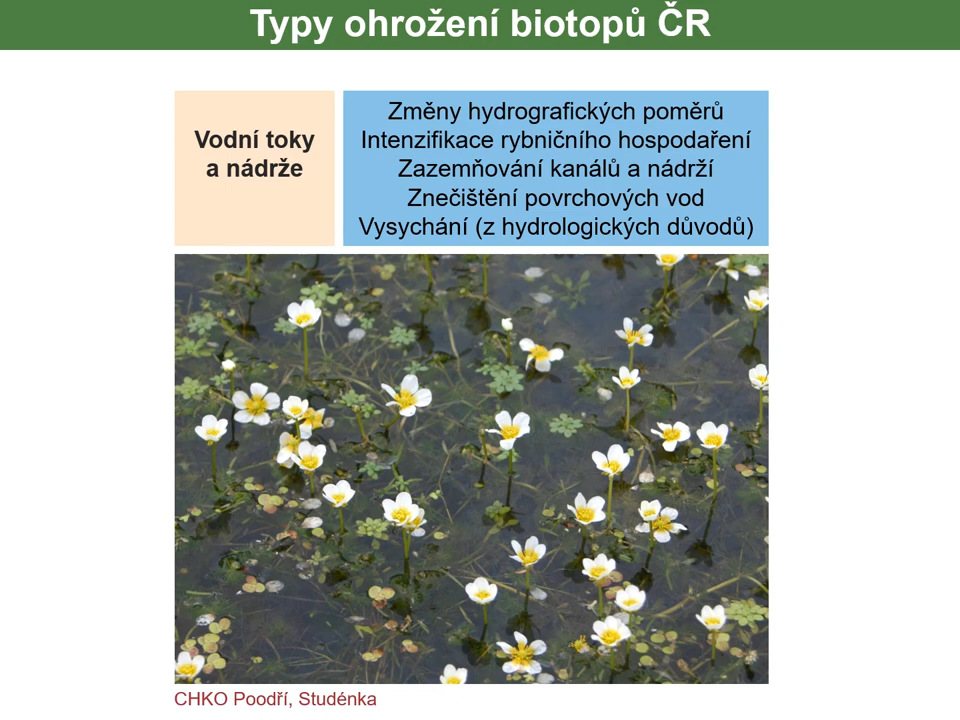 Typy ohrožení biotopů ČR
Vodní toky
a nádrže
Změny hydrografických poměrů
Intenzifikace rybničního hospodaření
Zazemňování kanálů a nádrží
Znečištění povrchových vod
Vysychání (z hydrologických důvodů)
CHKO Poodří, Studénka